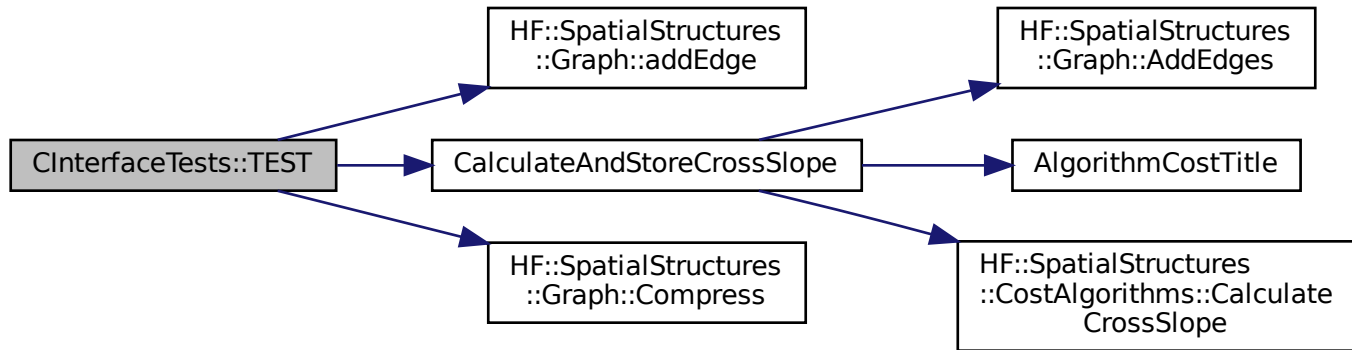 CInterfaceTests::TEST
HF::SpatialStructures
::Graph::addEdge
CalculateAndStoreCrossSlope
HF::SpatialStructures
::Graph::Compress
HF::SpatialStructures
::Graph::AddEdges
AlgorithmCostTitle
HF::SpatialStructures
::CostAlgorithms::Calculate
CrossSlope